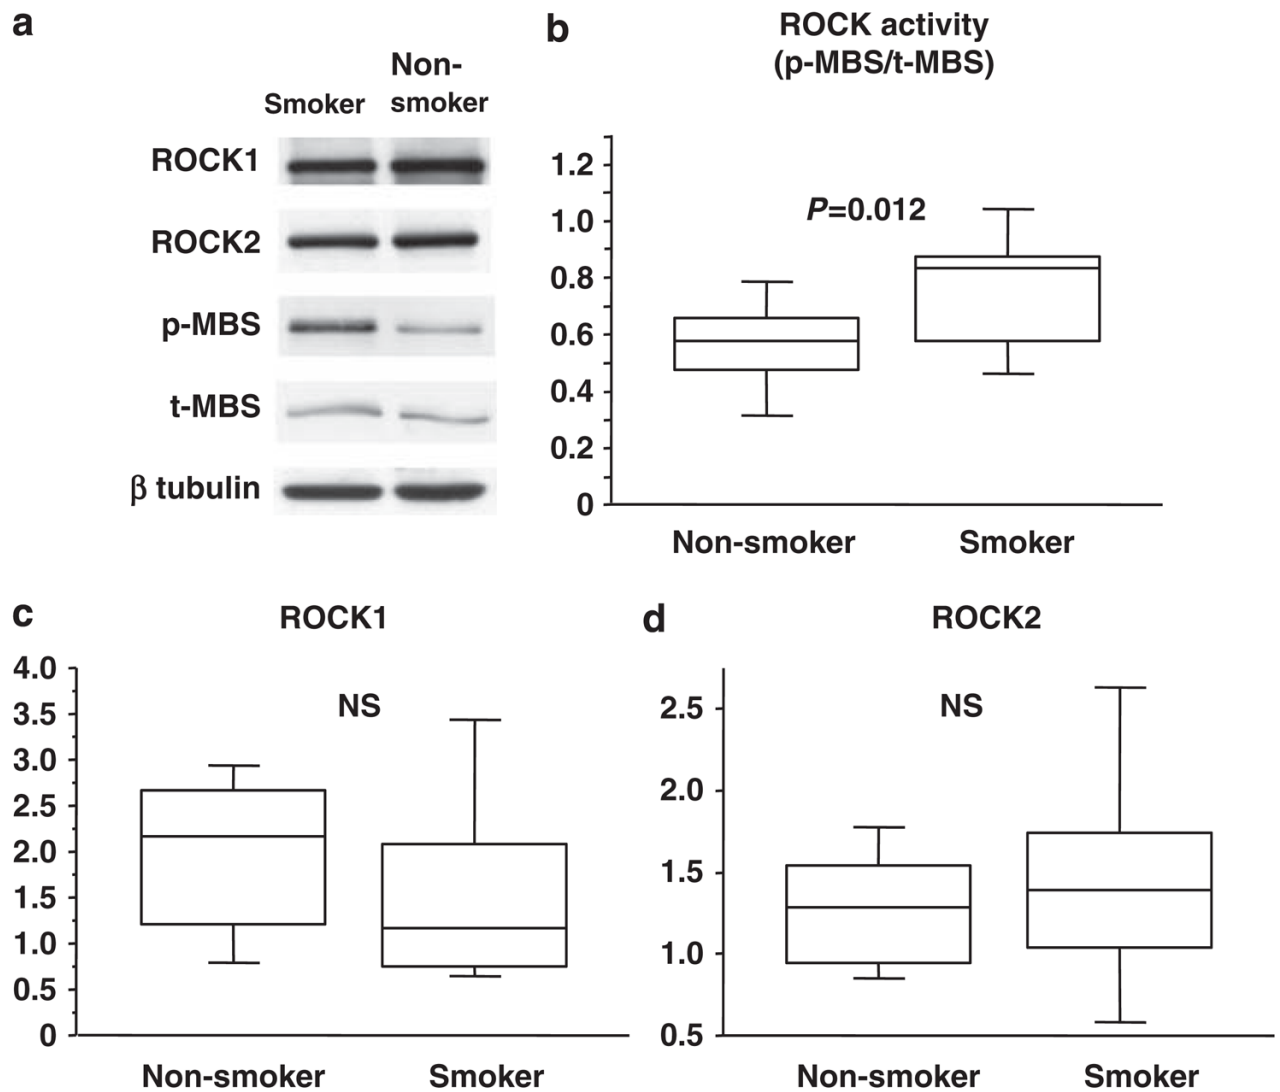 a
Smoker
Non-
smoker
ROCK1
ROCK2
p-MBS
t-MBS
β tubulin
b
ROCK activity
(p-MBS/t-MBS)
1.2
1.0
0.8
0.6
0.4
0.2
0
P=0.012
Non-smoker
Smoker
c
ROCK1
4.0
3.5
3.0
2.5
2.0
1.5
1.0
0.5
0
NS
Non-smoker
Smoker
d
ROCK2
2.5
2.0
1.5
1.0
0.5
NS
Non-smoker
Smoker